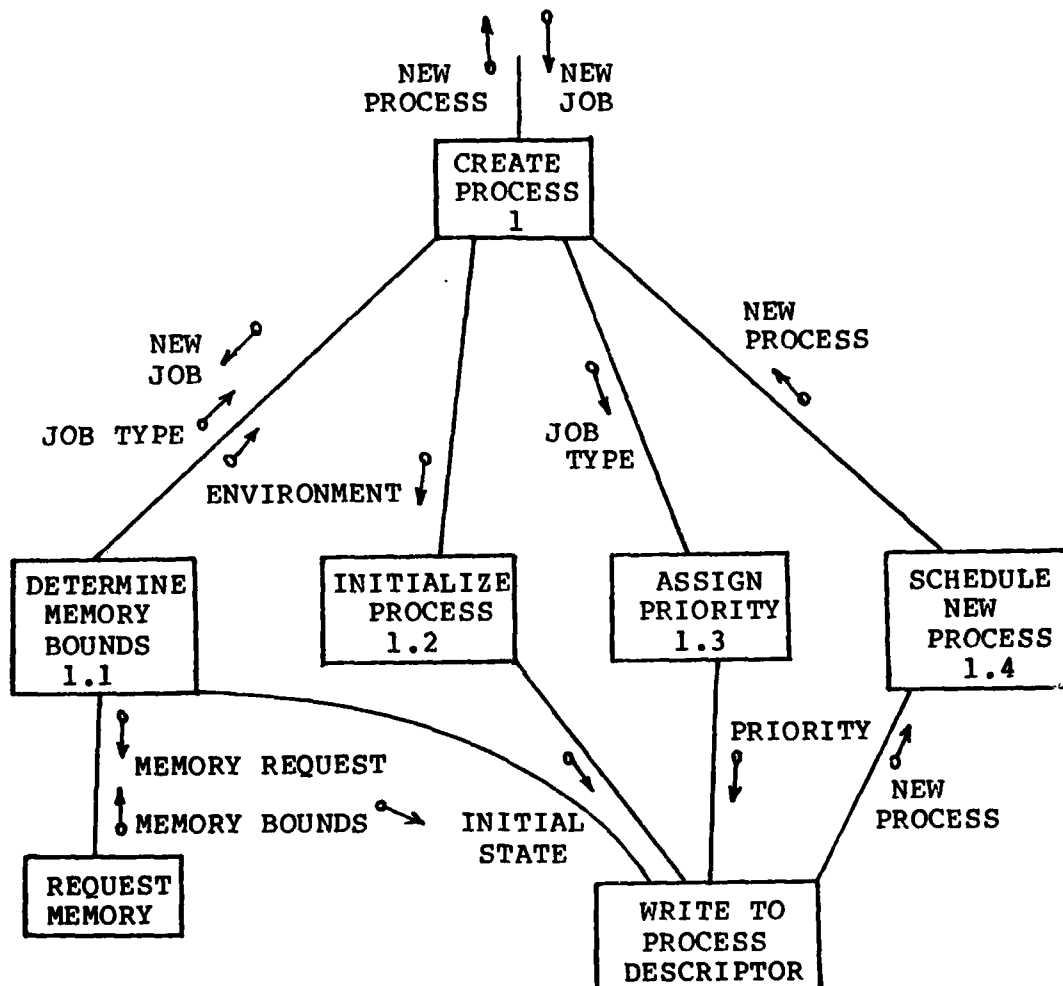 NEW
PROCESS
NEW
JOB
CREATE
PROCESS
1
NEW
JOB
JOB TYPE
ENVIRONMENT
JOB
TYPE
NEW
PROCESS
DETERMINE
MEMORY
BOUNDS
1.1
INITIALIZE
PROCESS
1.2
ASSIGN
PRIORITY
1.3
SCHEDULE
NEW
PROCESS
1.4
MEMORY REQUEST
MEMORY BOUNDS
INITIAL
STATE
PRIORITY
NEW
PROCESS
REQUEST
MEMORY
WRITE TO
PROCESS
DESCRIPTOR